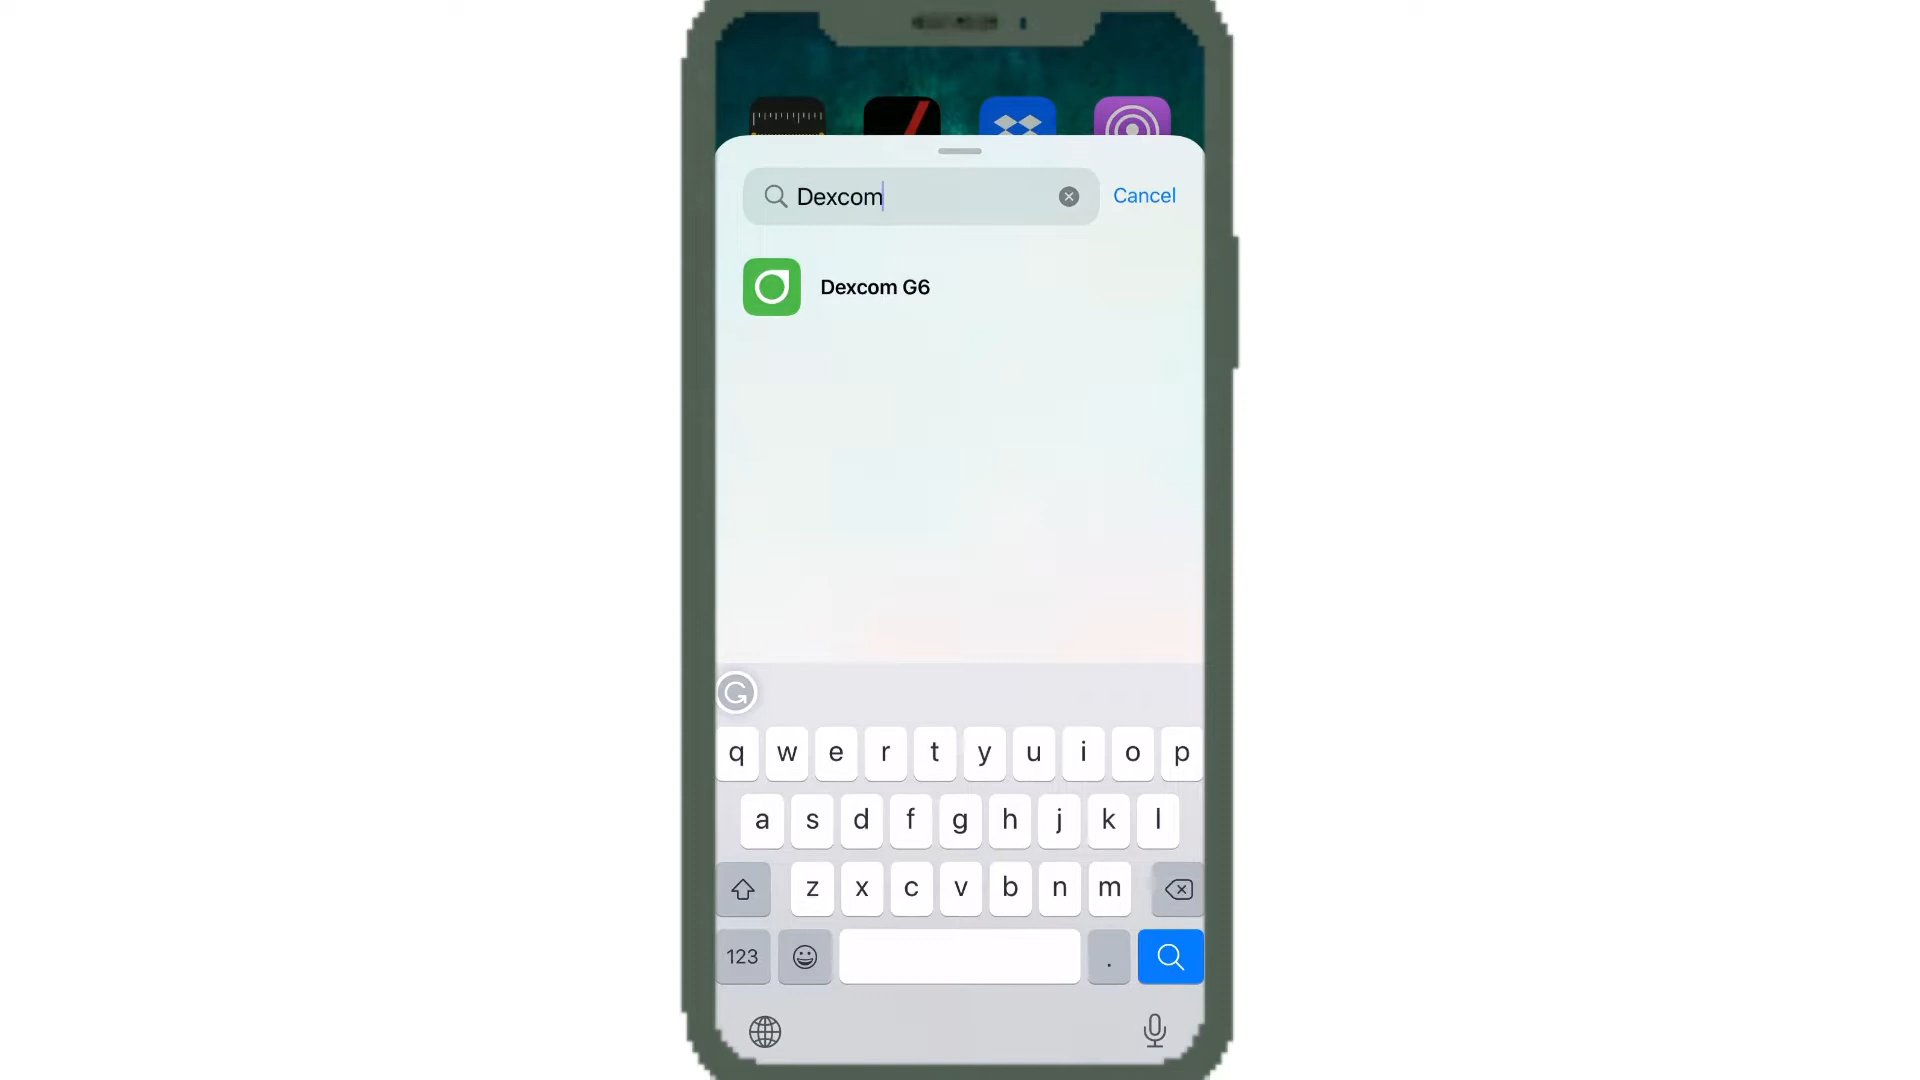 Dexcom
Cancel
Dexcom G6
q w e r t y u i o p
a s d f g h j k l
z x c v b n m
123 .